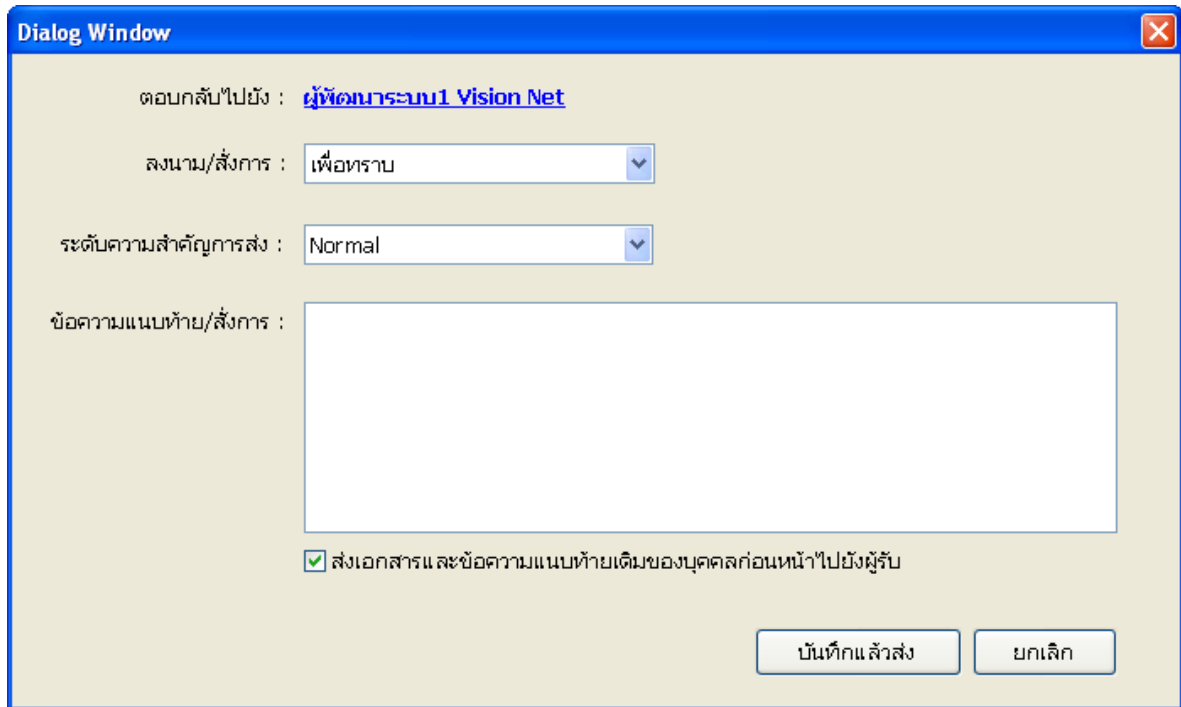 Dialog Window
ตอบกลับไปยัง : ผู้พัฒนาระบบ1 Vision Net
ลงนาม/สั่งการ : เพื่อทราบ
ระดับความสำคัญการส่ง : Normal
ข้อความแนบท้าย/สั่งการ :
ส่งเอกสารและข้อความแนบท้ายเดิมของบุคคลก่อนหน้าไปยังผู้รับ
บันทึกแล้วส่ง ยกเลิก